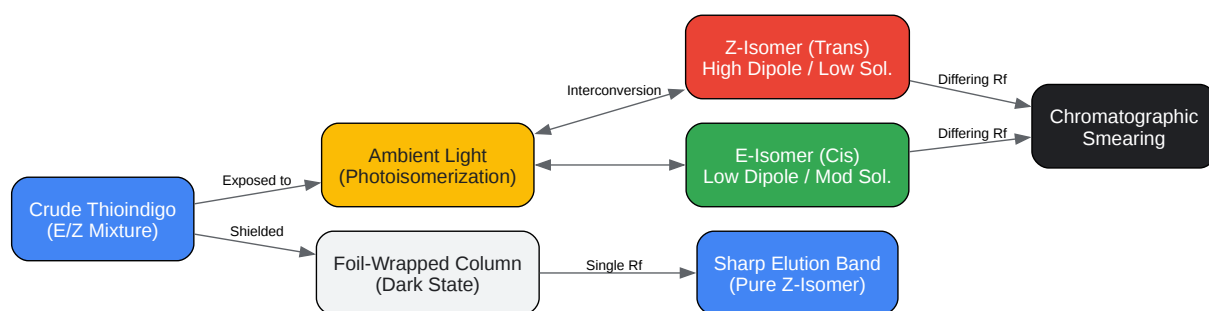 Crude Thioindigo
(E/Z Mixture)
Exposed to
Shielded
Ambient Light
(Photoisomerization)
Foil-Wrapped Column
(Dark State)
Interconversion
Single Rf
Z-Isomer (Trans)
High Dipole / Low Sol.
E-Isomer (Cis)
Low Dipole / Mod Sol.
Sharp Elution Band
(Pure Z-Isomer)
Differing Rf
Differing Rf
Chromatographic
Smearing